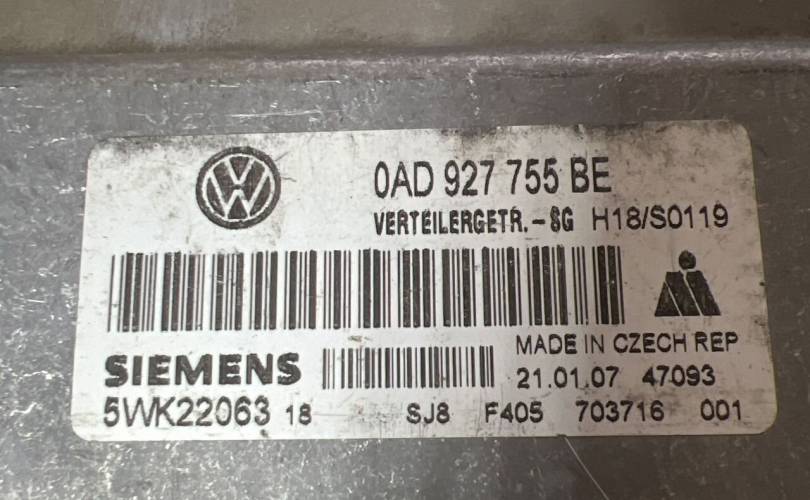 0AD 927 755 BE
VERTEILERGETR.-SG H18/S0119
MADE IN CZECH REP
SIEMENS
21.01.07 47093
5WK22063 18 SJ8 F405 703716 001